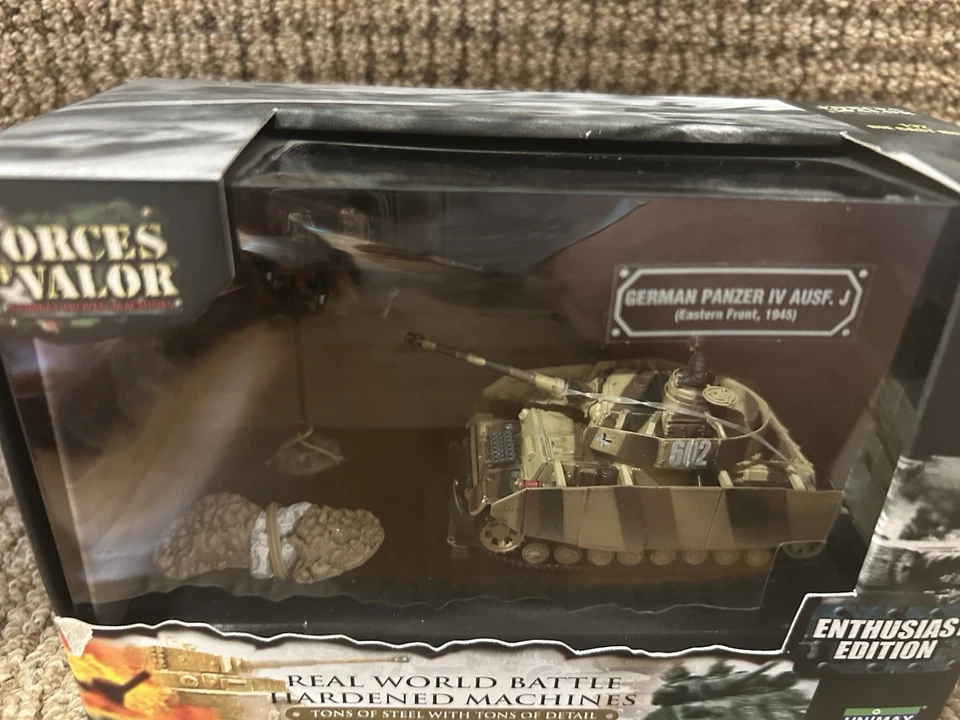 ORCES
VALOR
GERMAN PANZER IV AUSF. J
(Eastern Front, 1945)
602
ENTHUSIAST
EDITION
REAL WORLD BATTLE
HARDENED MACHINES
TONS OF STEEL WITH TONS OF DETAIL
UNIMAX